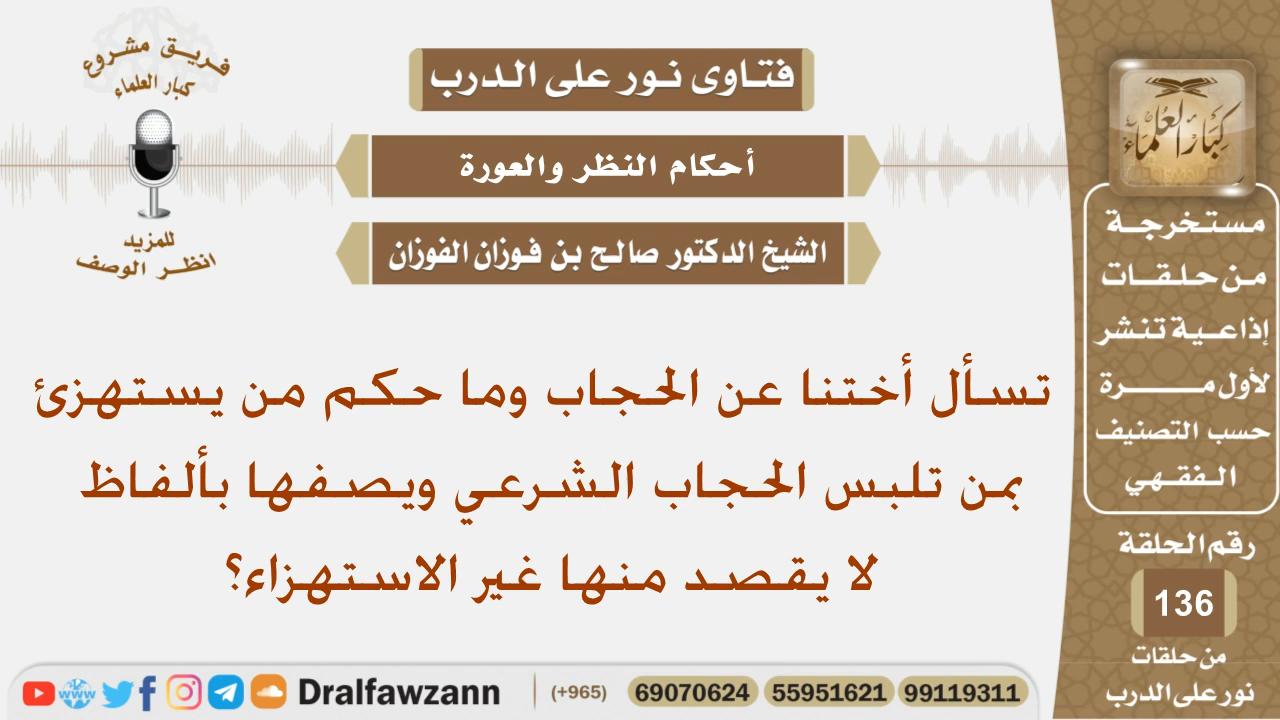 فريق مشروع
كبار العلماء
للمزيد
انظر الوصف
فتاوى نور على الدرب
أحكام النظر والعورة
الشيخ الدكتور صالح بن فوزان الفوزان
تسأل أختنا عن الحجاب وما حكم من يستهزئ
بمن تلبس الحجاب الشرعي ويصفها بألفاظ
لا يقصد منها غير الاستهزاء؟
كبار العلماء
مستخرجة
من حلقات
إذاعية تنشر
لأول مرة
حسب التصنيف
الفقهي
رقم الحلقة
136
من حلقات
نور على الدرب
www Dralfawzann (+965) 69070624 55951621 99119311